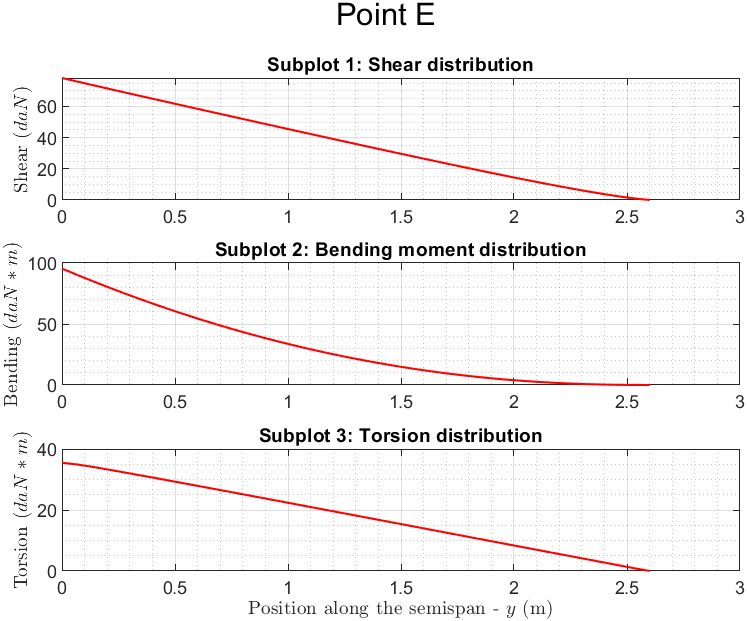 Point E
Subplot 1: Shear distribution
Shear (daN)
60
40
20
0
0 0.5 1 1.5 2 2.5 3
Subplot 2: Bending moment distribution
Bending (daN * m)
100
50
0
0 0.5 1 1.5 2 2.5 3
Subplot 3: Torsion distribution
Torsion (daN * m)
40
20
0
0 0.5 1 1.5 2 2.5 3
Position along the semispan - y (m)